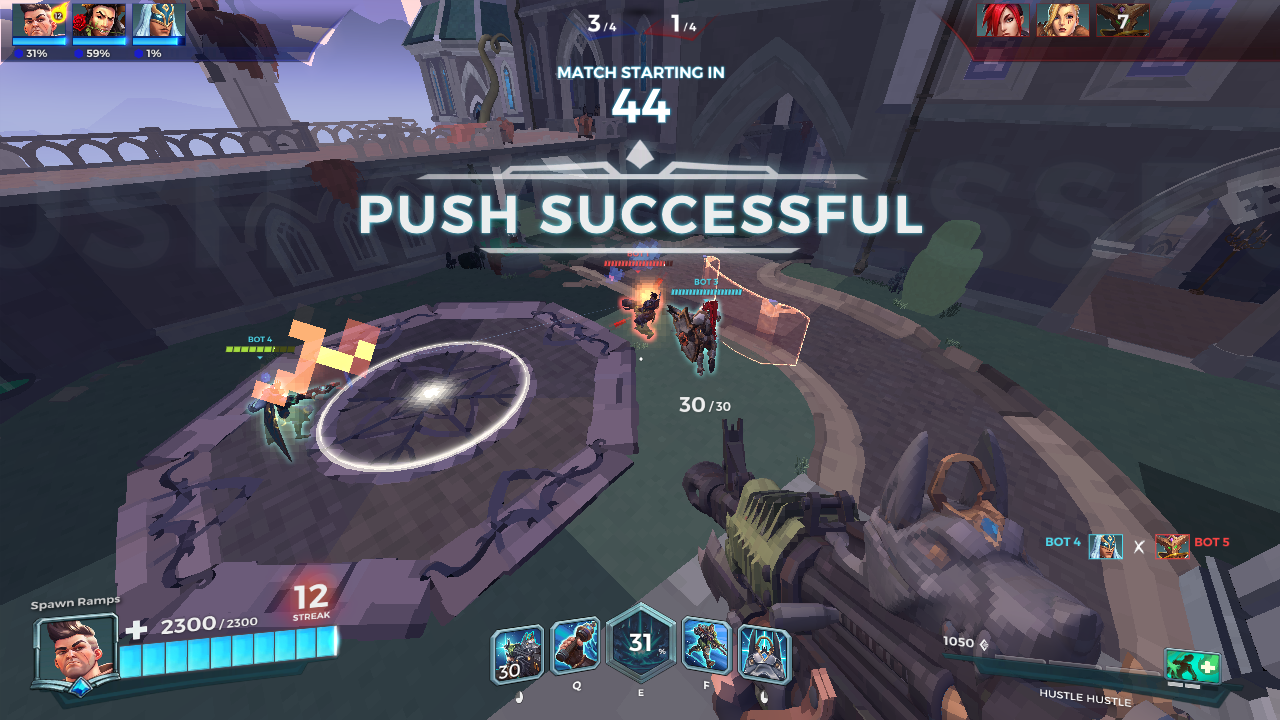 12
31%
59%
1%
3/4
1/4
7
MATCH STARTING IN
44
PUSH SUCCESSFUL
BOT 3
BOT 4
30/30
BOT 4
X
BOT 5
Spawn Ramps
2300/2300
12
STREAK
30
Q
31%
E
F
1050
HUSTLE HUSTLE